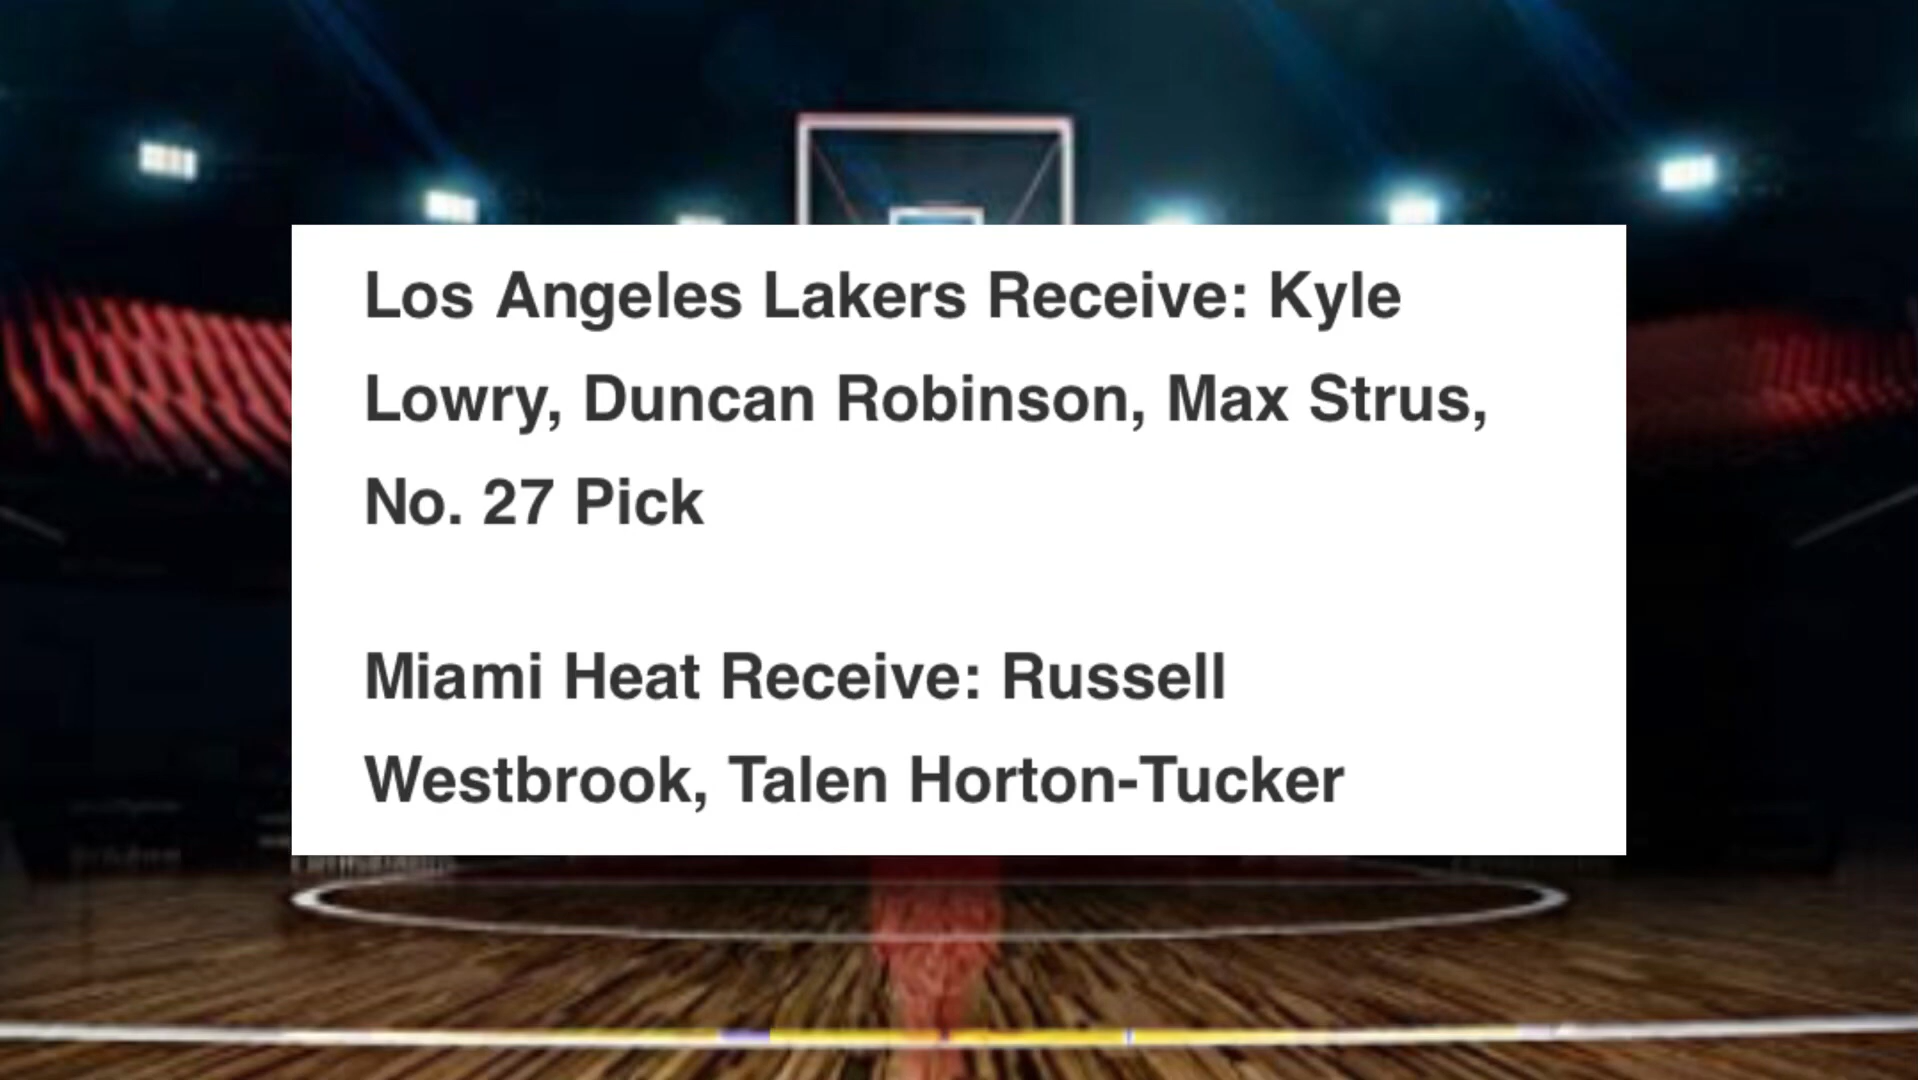 Los Angeles Lakers Receive: Kyle
Lowry, Duncan Robinson, Max Strus,
No. 27 Pick
Miami Heat Receive: Russell
Westbrook, Talen Horton-Tucker